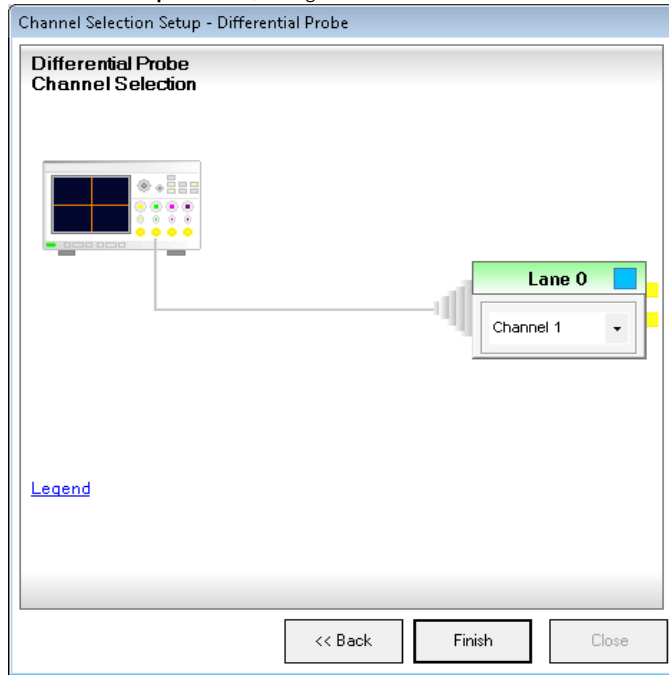 Channel Selection Setup - Differential Probe
Differential Probe
Channel Selection
Lane 0
Channel 1
Legend
<< Back
Finish
Close